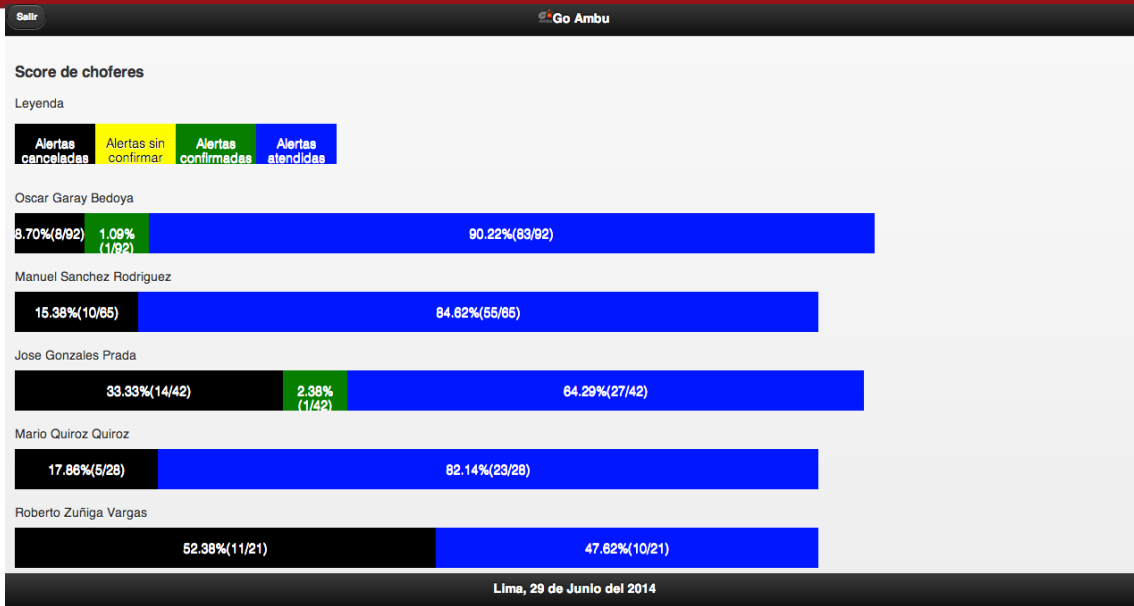 Salir
Go Ambu
Score de choferes
Leyenda
Alertas canceladas
Alertas sin confirmar
Alertas confirmadas
Alertas atendidas
Oscar Garay Bedoya
8.70%(8/92)
1.09%
(1/92)
90.22%(83/92)
Manuel Sanchez Rodriguez
15.38%(10/65)
84.62%(55/65)
Jose Gonzales Prada
33.33%(14/42)
2.38%
(1/42)
64.29%(27/42)
Mario Quiroz Quiroz
17.86%(5/28)
82.14%(23/28)
Roberto Zuñiga Vargas
52.38%(11/21)
47.62%(10/21)
Lima, 29 de Junio del 2014